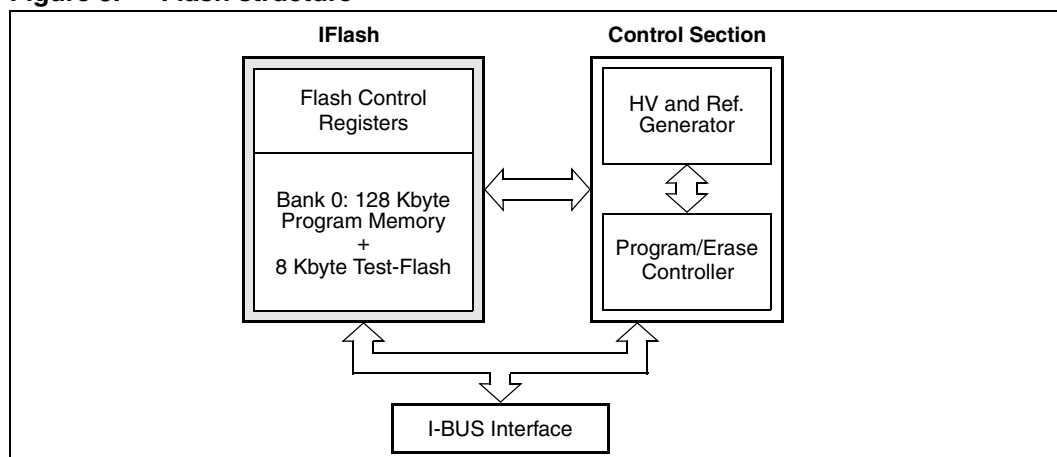 Figure
Flash structure
IFlash
Control Section
Flash Control
Registers
Bank 0: 128 Kbyte
Program Memory
+
8 Kbyte Test-Flash
HV and Ref.
Generator
Program/Erase
Controller
I-BUS Interface